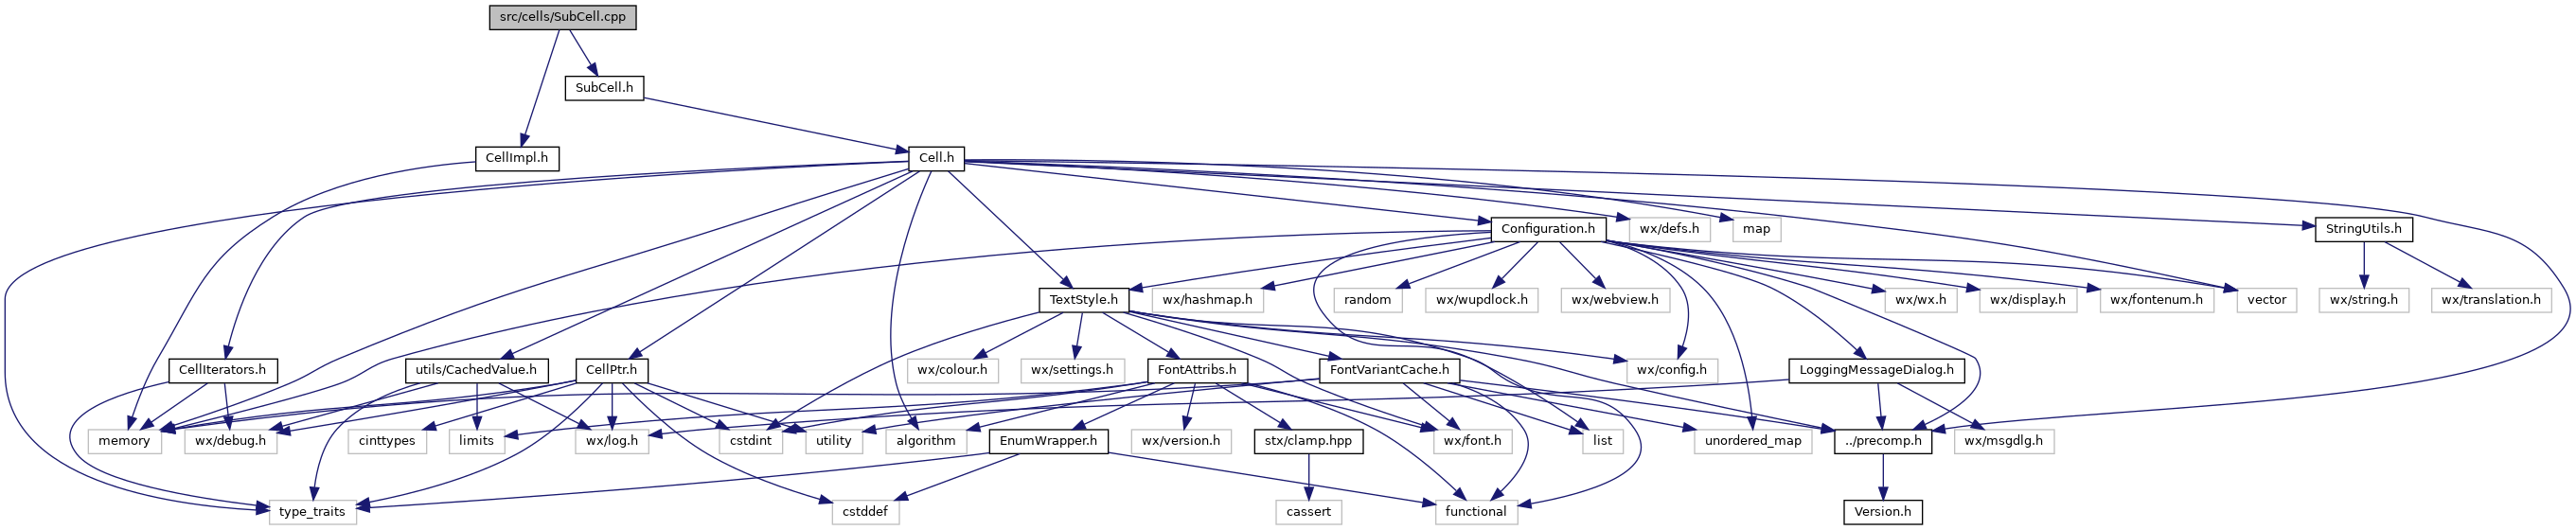 src/cells/SubCell.cpp
SubCell.h
CellImpl.h
Cell.h
Configuration.h
wx/defs.h
map
StringUtils.h
TextStyle.h
wx/hashmap.h
random
wx/wupdlock.h
wx/webview.h
wx/wx.h
wx/display.h
wx/fontenum.h
vector
wx/string.h
wx/translation.h
CellIterators.h
utils/CachedValue.h
CellPtr.h
wx/colour.h
wx/settings.h
FontAttribs.h
FontVariantCache.h
wx/config.h
LoggingMessageDialog.h
memory
wx/debug.h
cinttypes
limits
wx/log.h
cstdint
utility
algorithm
EnumWrapper.h
wx/version.h
stx/clamp.hpp
wx/font.h
list
unordered_map
../precomp.h
wx/msgdlg.h
type_traits
cstddef
cassert
functional
Version.h